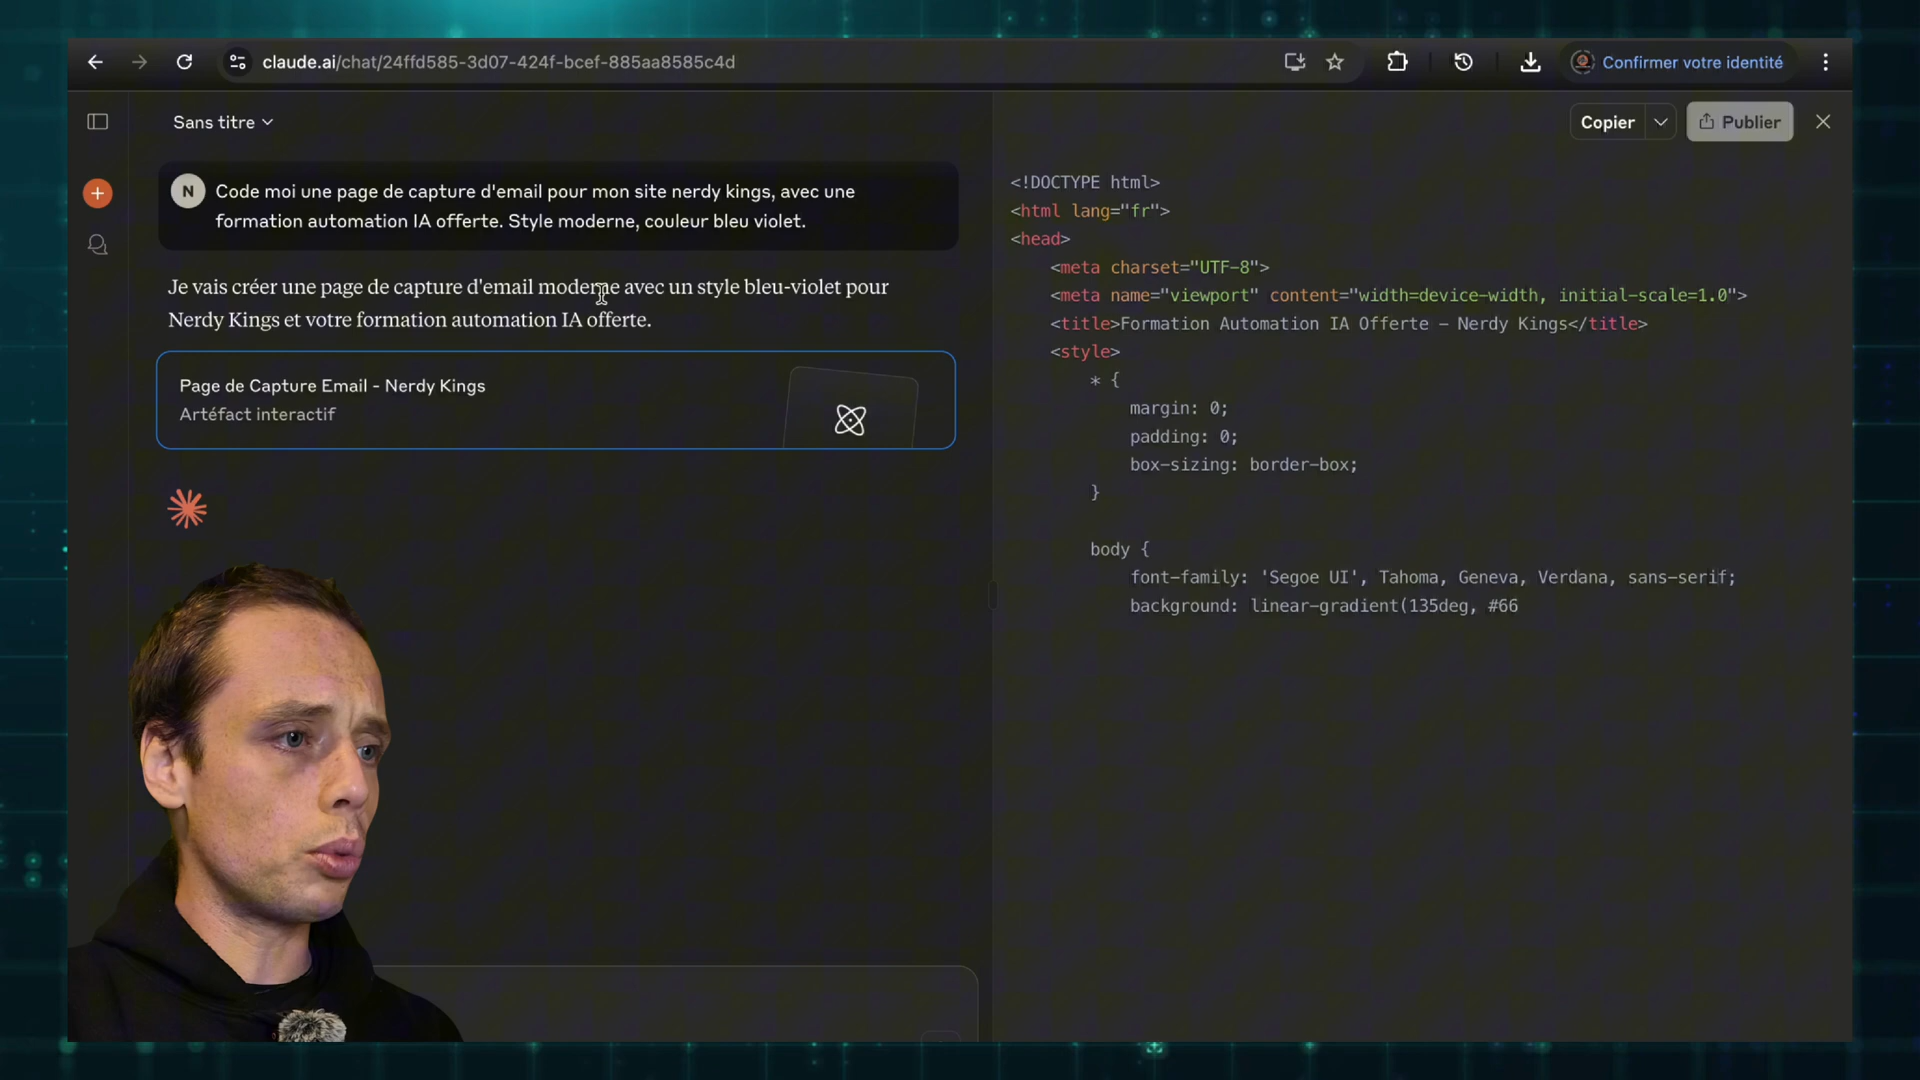 claude.ai/chat/24ffd585-3d07-424f-bcef-885aa8585c4d
Confirmer votre identité
Sans titre
Copier
Publier
N
Code moi une page de capture d'email pour mon site nerdy kings, avec une
formation automation IA offerte. Style moderne, couleur bleu violet.
Je vais créer une page de capture d'email moderne avec un style bleu-violet pour
Nerdy Kings et votre formation automation IA offerte.
Page de Capture Email - Nerdy Kings
Artéfact interactif
<!DOCTYPE html>
<html lang="fr">
<head>
<meta charset="UTF-8">
<meta name="viewport" content="width=device-width, initial-scale=1.0">
<title>Formation Automation IA Offerte - Nerdy Kings</title>
<style>
* {
margin: 0;
padding: 0;
box-sizing: border-box;
}
body {
font-family: 'Segoe UI', Tahoma, Geneva, Verdana, sans-serif;
background: linear-gradient(135deg, #66